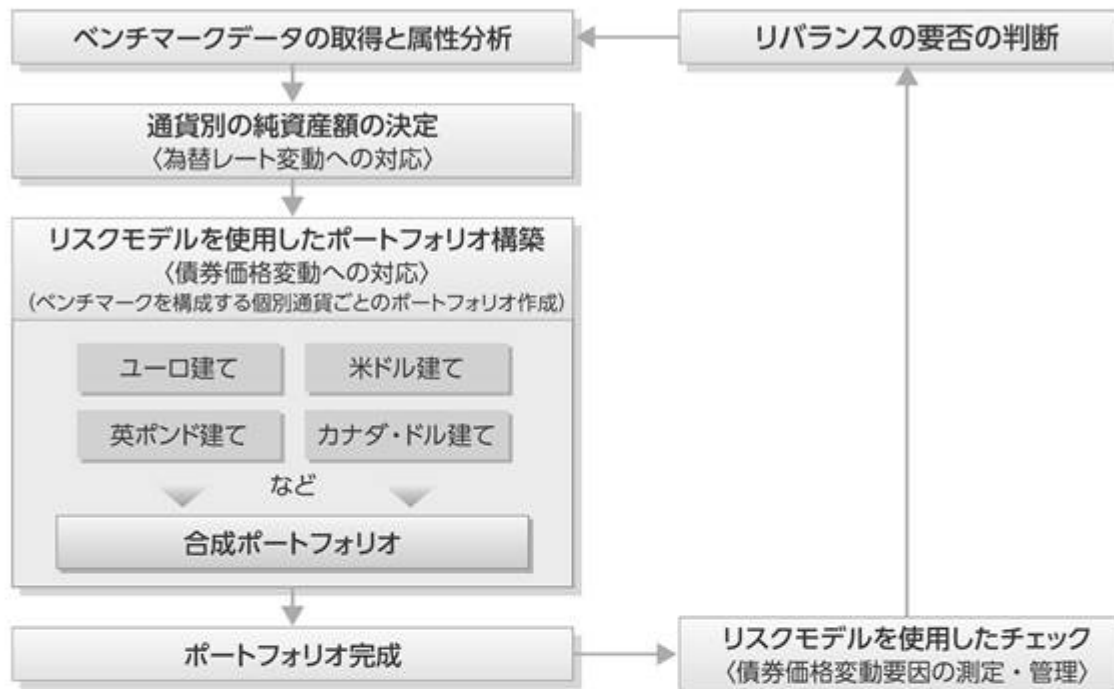 ベンチマークデータの取得と属性分析
リバランスの要否の判断
通貨別の純資産額の決定
〈為替レート変動への対応〉
リスクモデルを使用したポートフォリオ構築
〈債券価格変動への対応〉
(ベンチマークを構成する個別通貨ごとのポートフォリオ作成)
ユーロ建て
米ドル建て
英ポンド建て
カナダ・ドル建て
など
合成ポートフォリオ
ポートフォリオ完成
リスクモデルを使用したチェック
〈債券価格変動要因の測定・管理〉